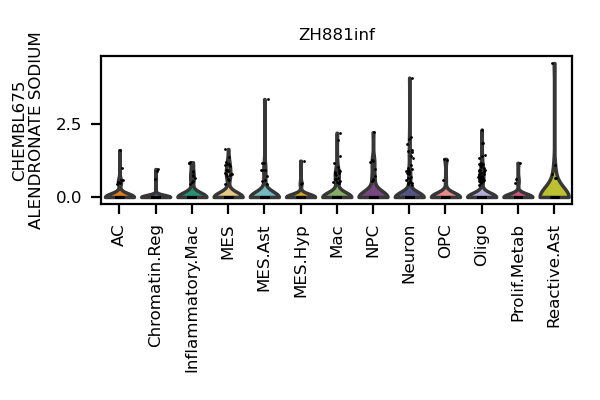 ZH881inf
CHEMBL675
ALENDRONATE SODIUM
2.5
0.0
AC
Chromatin.Reg
Inflammatory.Mac
MES
MES.Ast
MES.Hyp
Mac
NPC
Neuron
OPC
Oligo
Prolif.Metab
Reactive.Ast